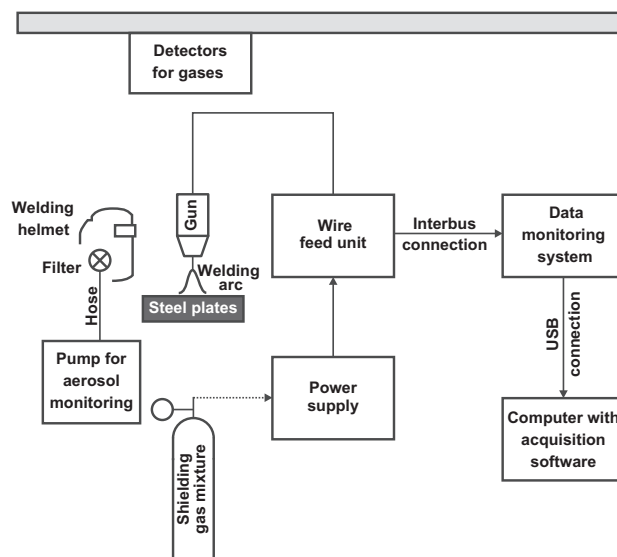 Detectors
for gases
Gun
Welding
helmet
Filter
Hose
Welding
arc
Steel plates
Wire
feed unit
Interbus
connection
Data
monitoring
system
USB
connection
Pump for
aerosol
monitoring
Power
supply
Shielding
gas mixture
Computer with
acquisition
software